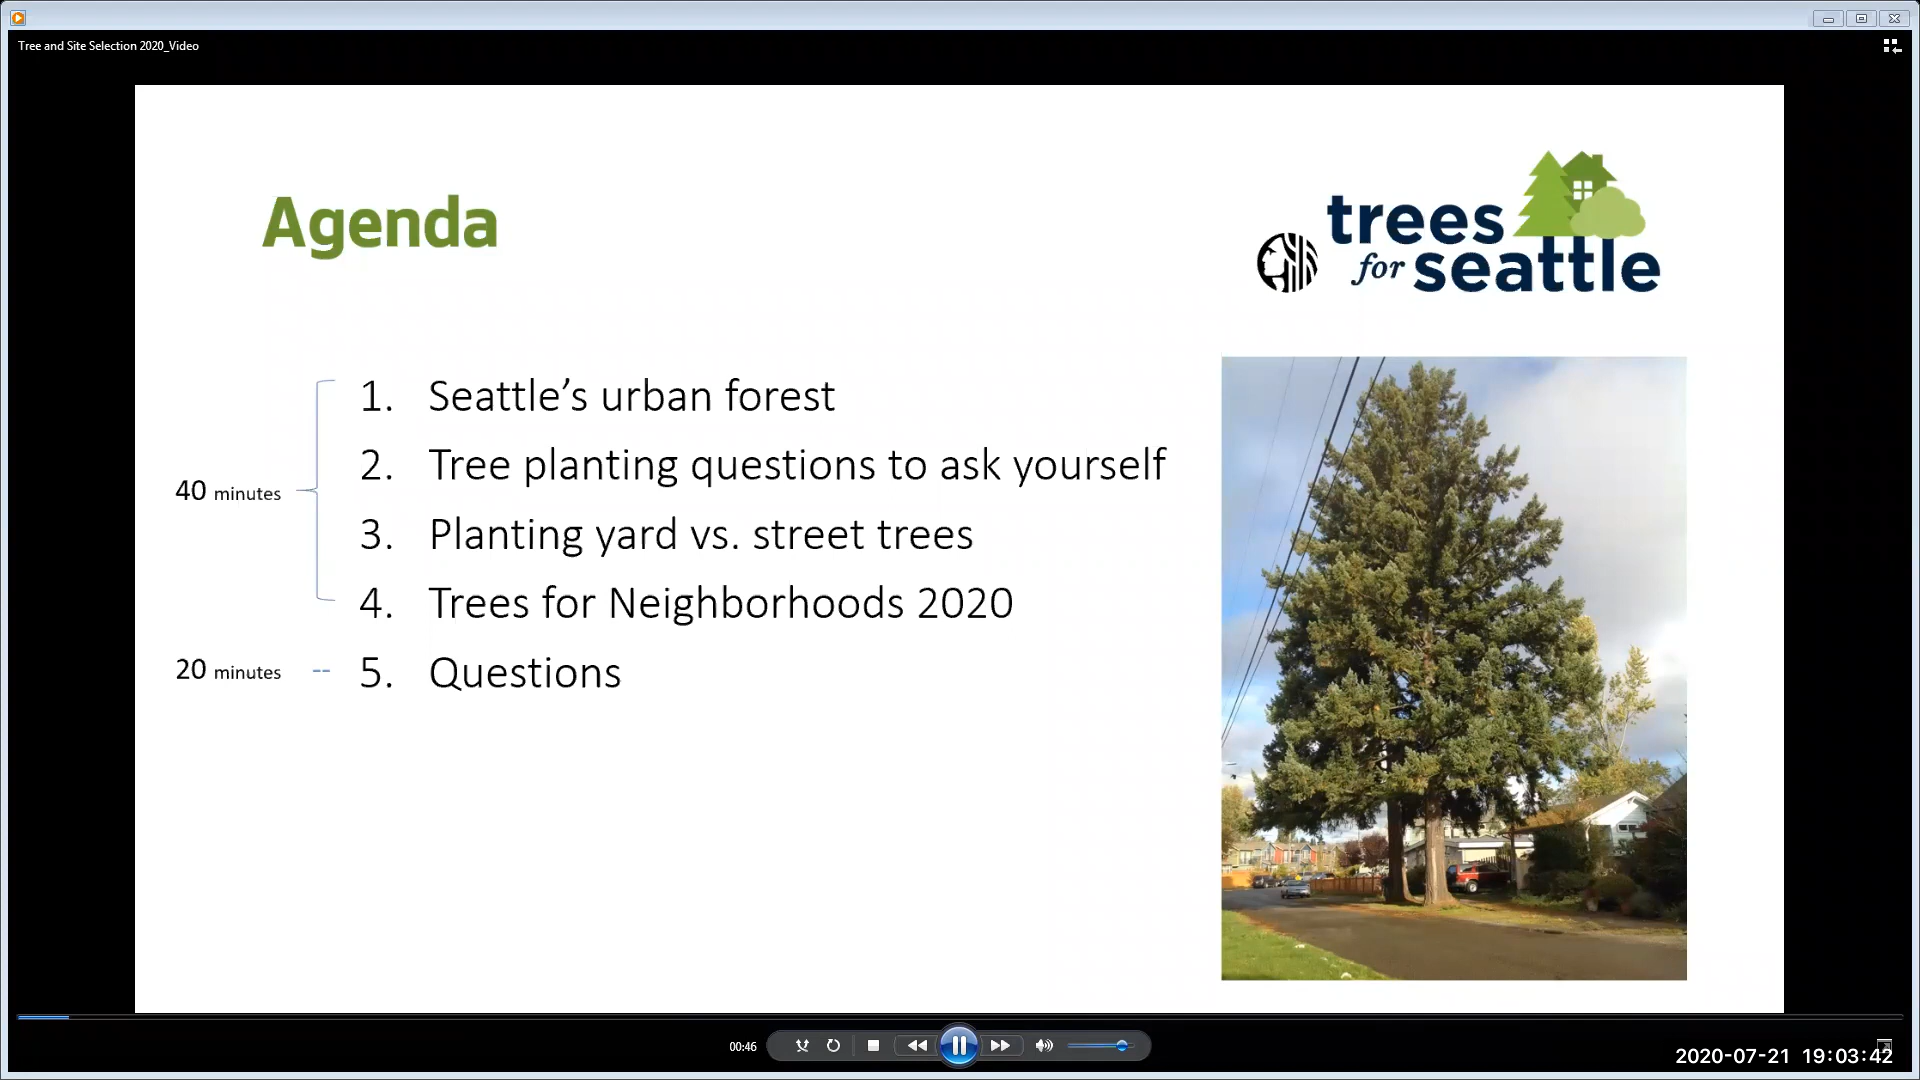 Tree and Site Selection 2020_Video
Agenda
trees
for seattle
1. Seattle’s urban forest
2. Tree planting questions to ask yourself
40 minutes
3. Planting yard vs. street trees
4. Trees for Neighborhoods 2020
20 minutes -- 5. Questions
00:46
2020-07-21 19:03:42